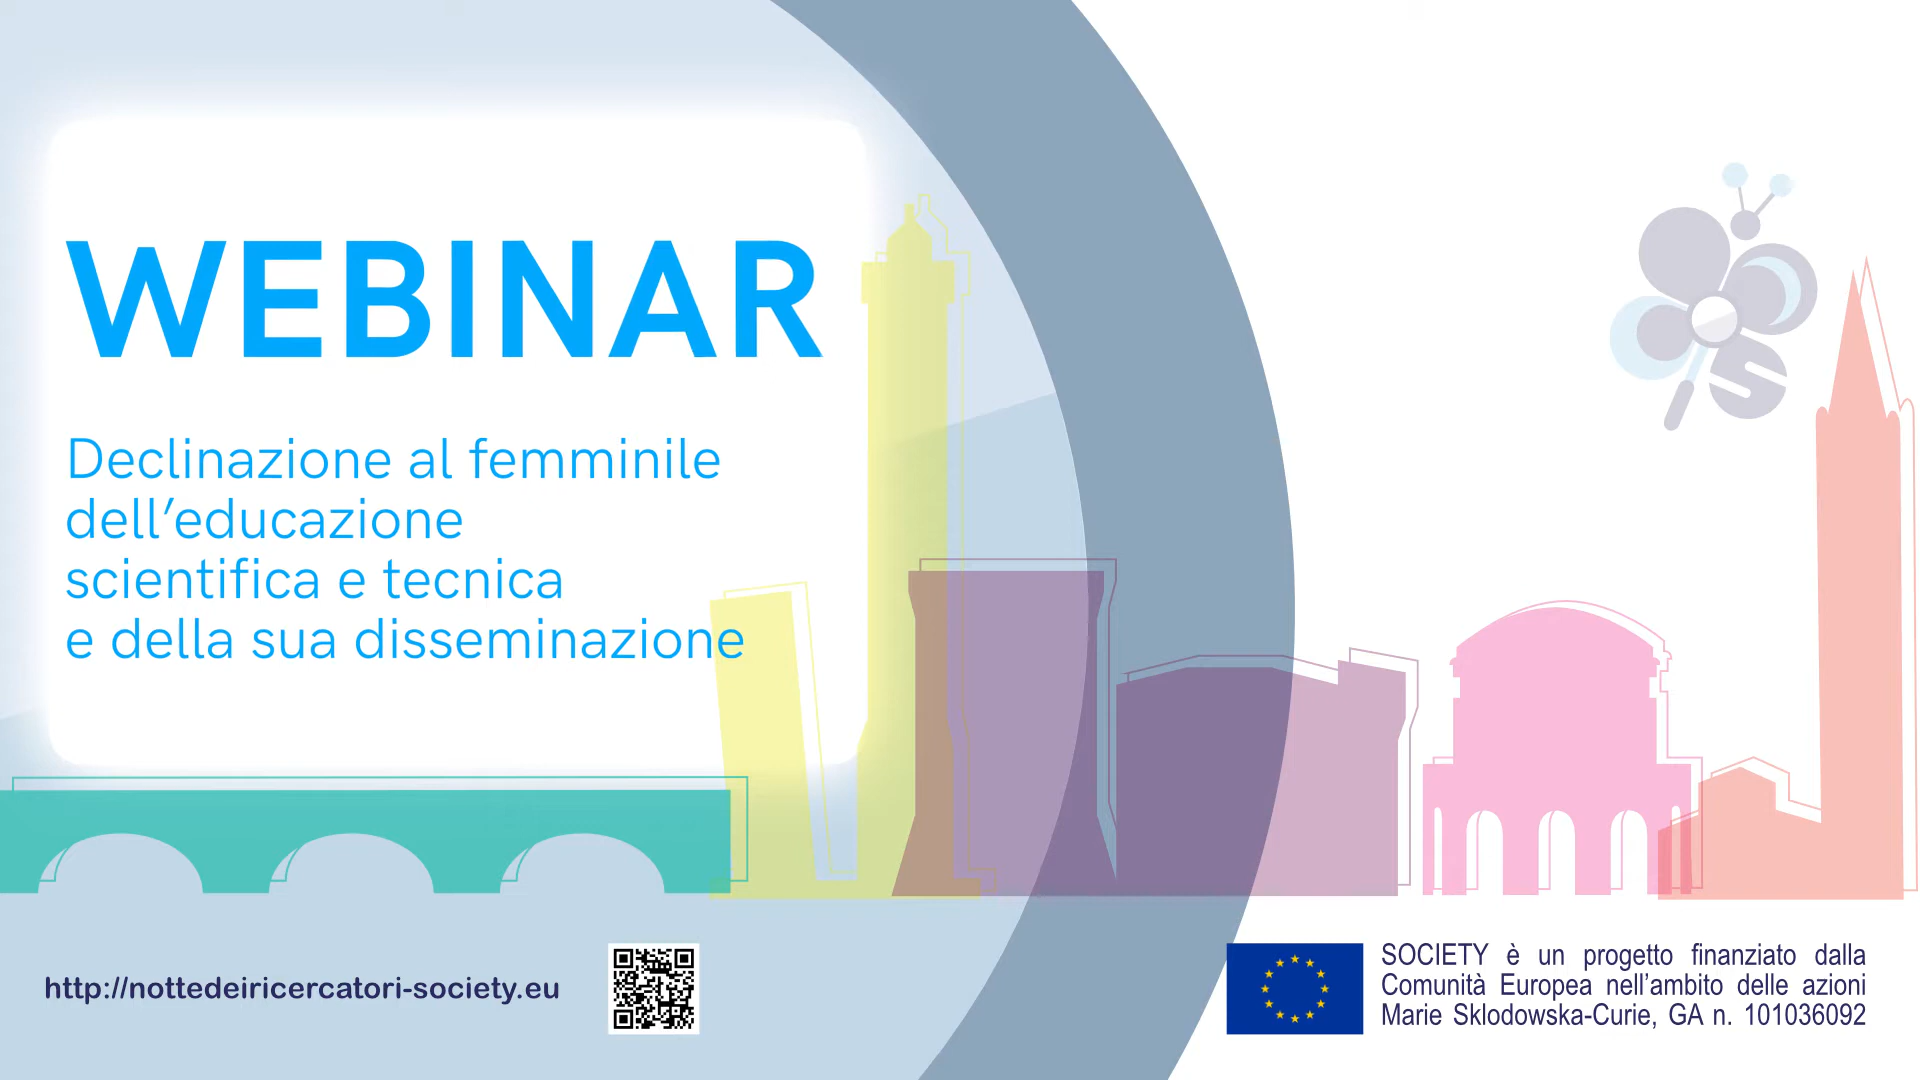 WEBINAR
Declinazione al femminile
dell’educazione
scientifica e tecnica
e della sua disseminazione
http://nottedeiricercatori-society.eu
SOCIETY è un progetto finanziato dalla
Comunità Europea nell’ambito delle azioni
Marie Sklodowska-Curie, GA n. 101036092